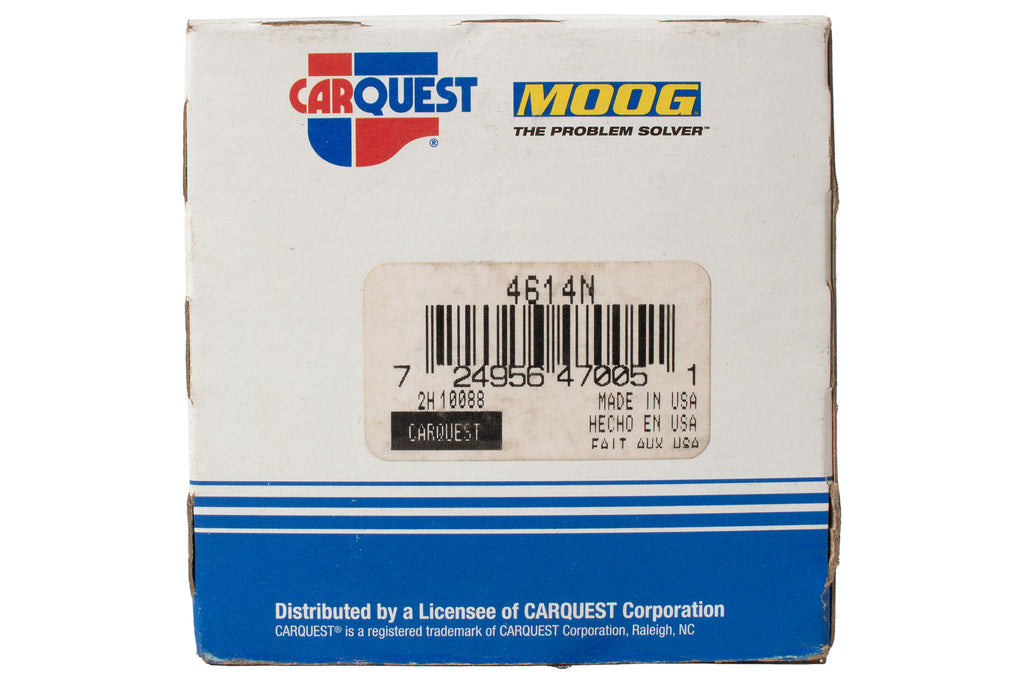 CARQUEST®
MOOG
THE PROBLEM SOLVER™
4614N
7 24956 47005 1
2H10088
MADE IN USA
CARQUEST
HECHO EN USA
FAIT AUX USA
Distributed by a Licensee of CARQUEST Corporation
CARQUEST® is a registered trademark of CARQUEST Corporation, Raleigh, NC